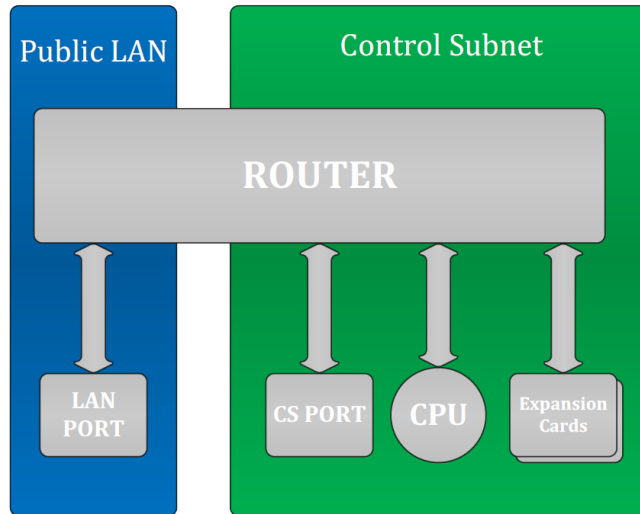 Public LAN
Control Subnet
ROUTER
LAN
PORT
CS PORT
CPU
Expansion
Cards